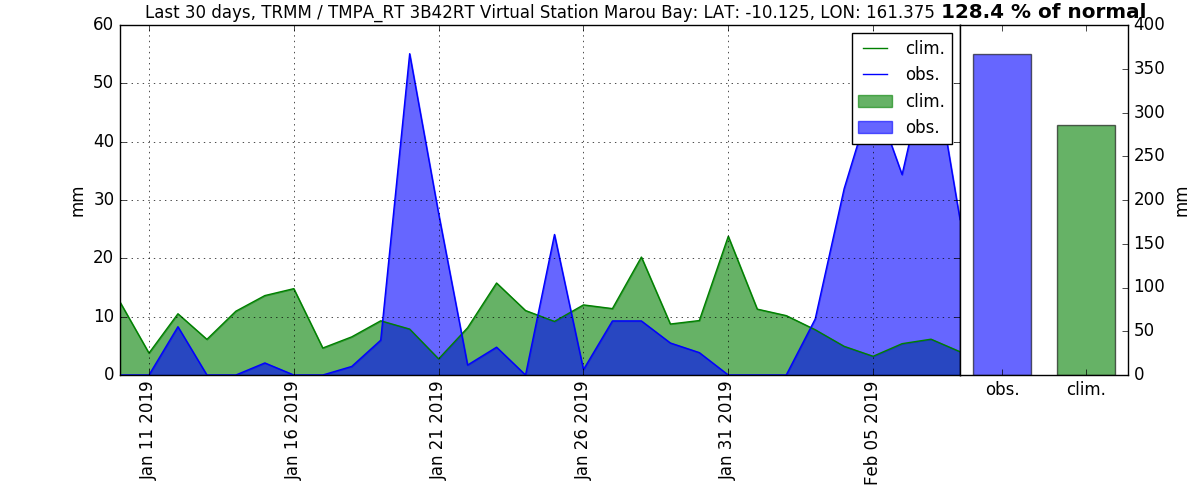 Last 30 days, TRMM / TMPA_RT 3B42RT Virtual Station Marou Bay: LAT: -10.125, LON: 161.375 128.4 % of normal
60
50
40
30
20
10
0
mm
clim.
obs.
clim.
obs.
400
350
300
250
200
150
100
50
0
mm
Jan 11 2019
Jan 16 2019
Jan 21 2019
Jan 26 2019
Jan 31 2019
Feb 05 2019
obs.
clim.